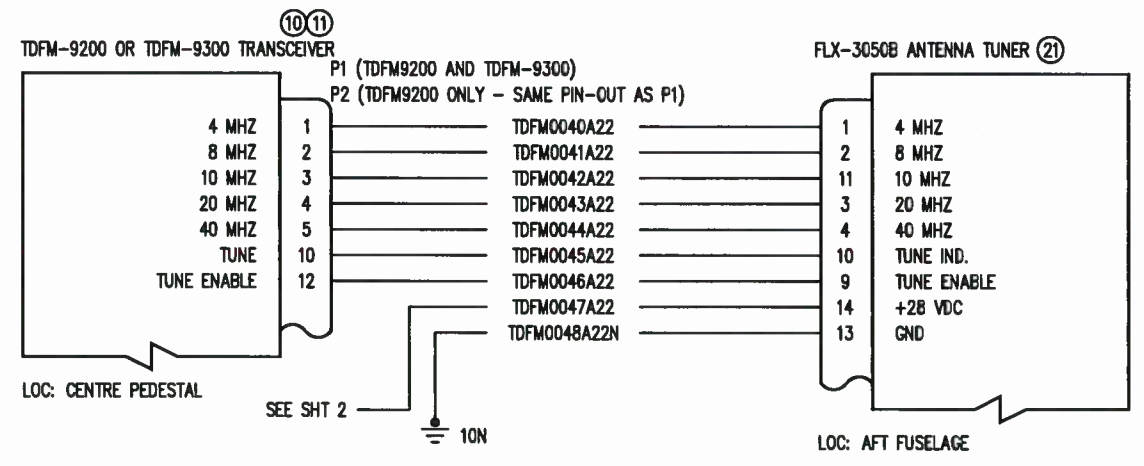 10 11
TDFM-9200 OR TDFM-9300 TRANSCEIVER
P1 (TDFM9200 AND TDFM-9300)
P2 (TDFM9200 ONLY - SAME PIN-OUT AS P1)
FLX-3050B ANTENNA TUNER 21
4 MHZ 1 TDFM0040A22 1 4 MHZ
8 MHZ 2 TDFM0041A22 2 8 MHZ
10 MHZ 3 TDFM0042A22 11 10 MHZ
20 MHZ 4 TDFM0043A22 3 20 MHZ
40 MHZ 5 TDFM0044A22 4 40 MHZ
TUNE 10 TDFM0045A22 10 TUNE IND.
TUNE ENABLE 12 TDFM0046A22 9 TUNE ENABLE
TDFM0047A22 14 +28 VDC
TDFM0048A22N 13 GND
LOC: CENTRE PEDESTAL
SEE SHT 2
10N
LOC: AFT FUSELAGE